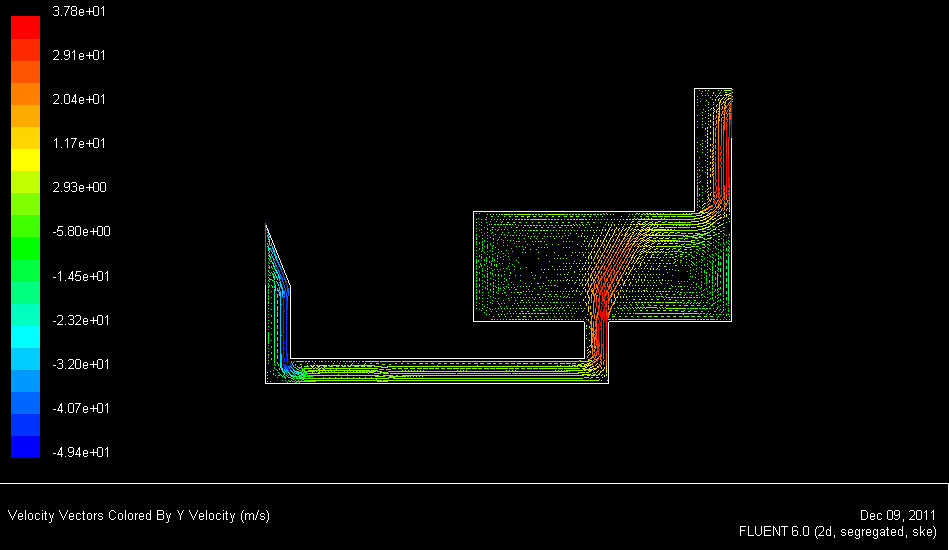 3.78e+01
2.91e+01
2.04e+01
1.17e+01
2.93e+00
-5.80e+00
-1.45e+01
-2.32e+01
-3.20e+01
-4.07e+01
-4.94e+01
Velocity Vectors Colored By Y Velocity (m/s)
Dec 09, 2011
FLUENT 6.0 (2d, segregated, ske)